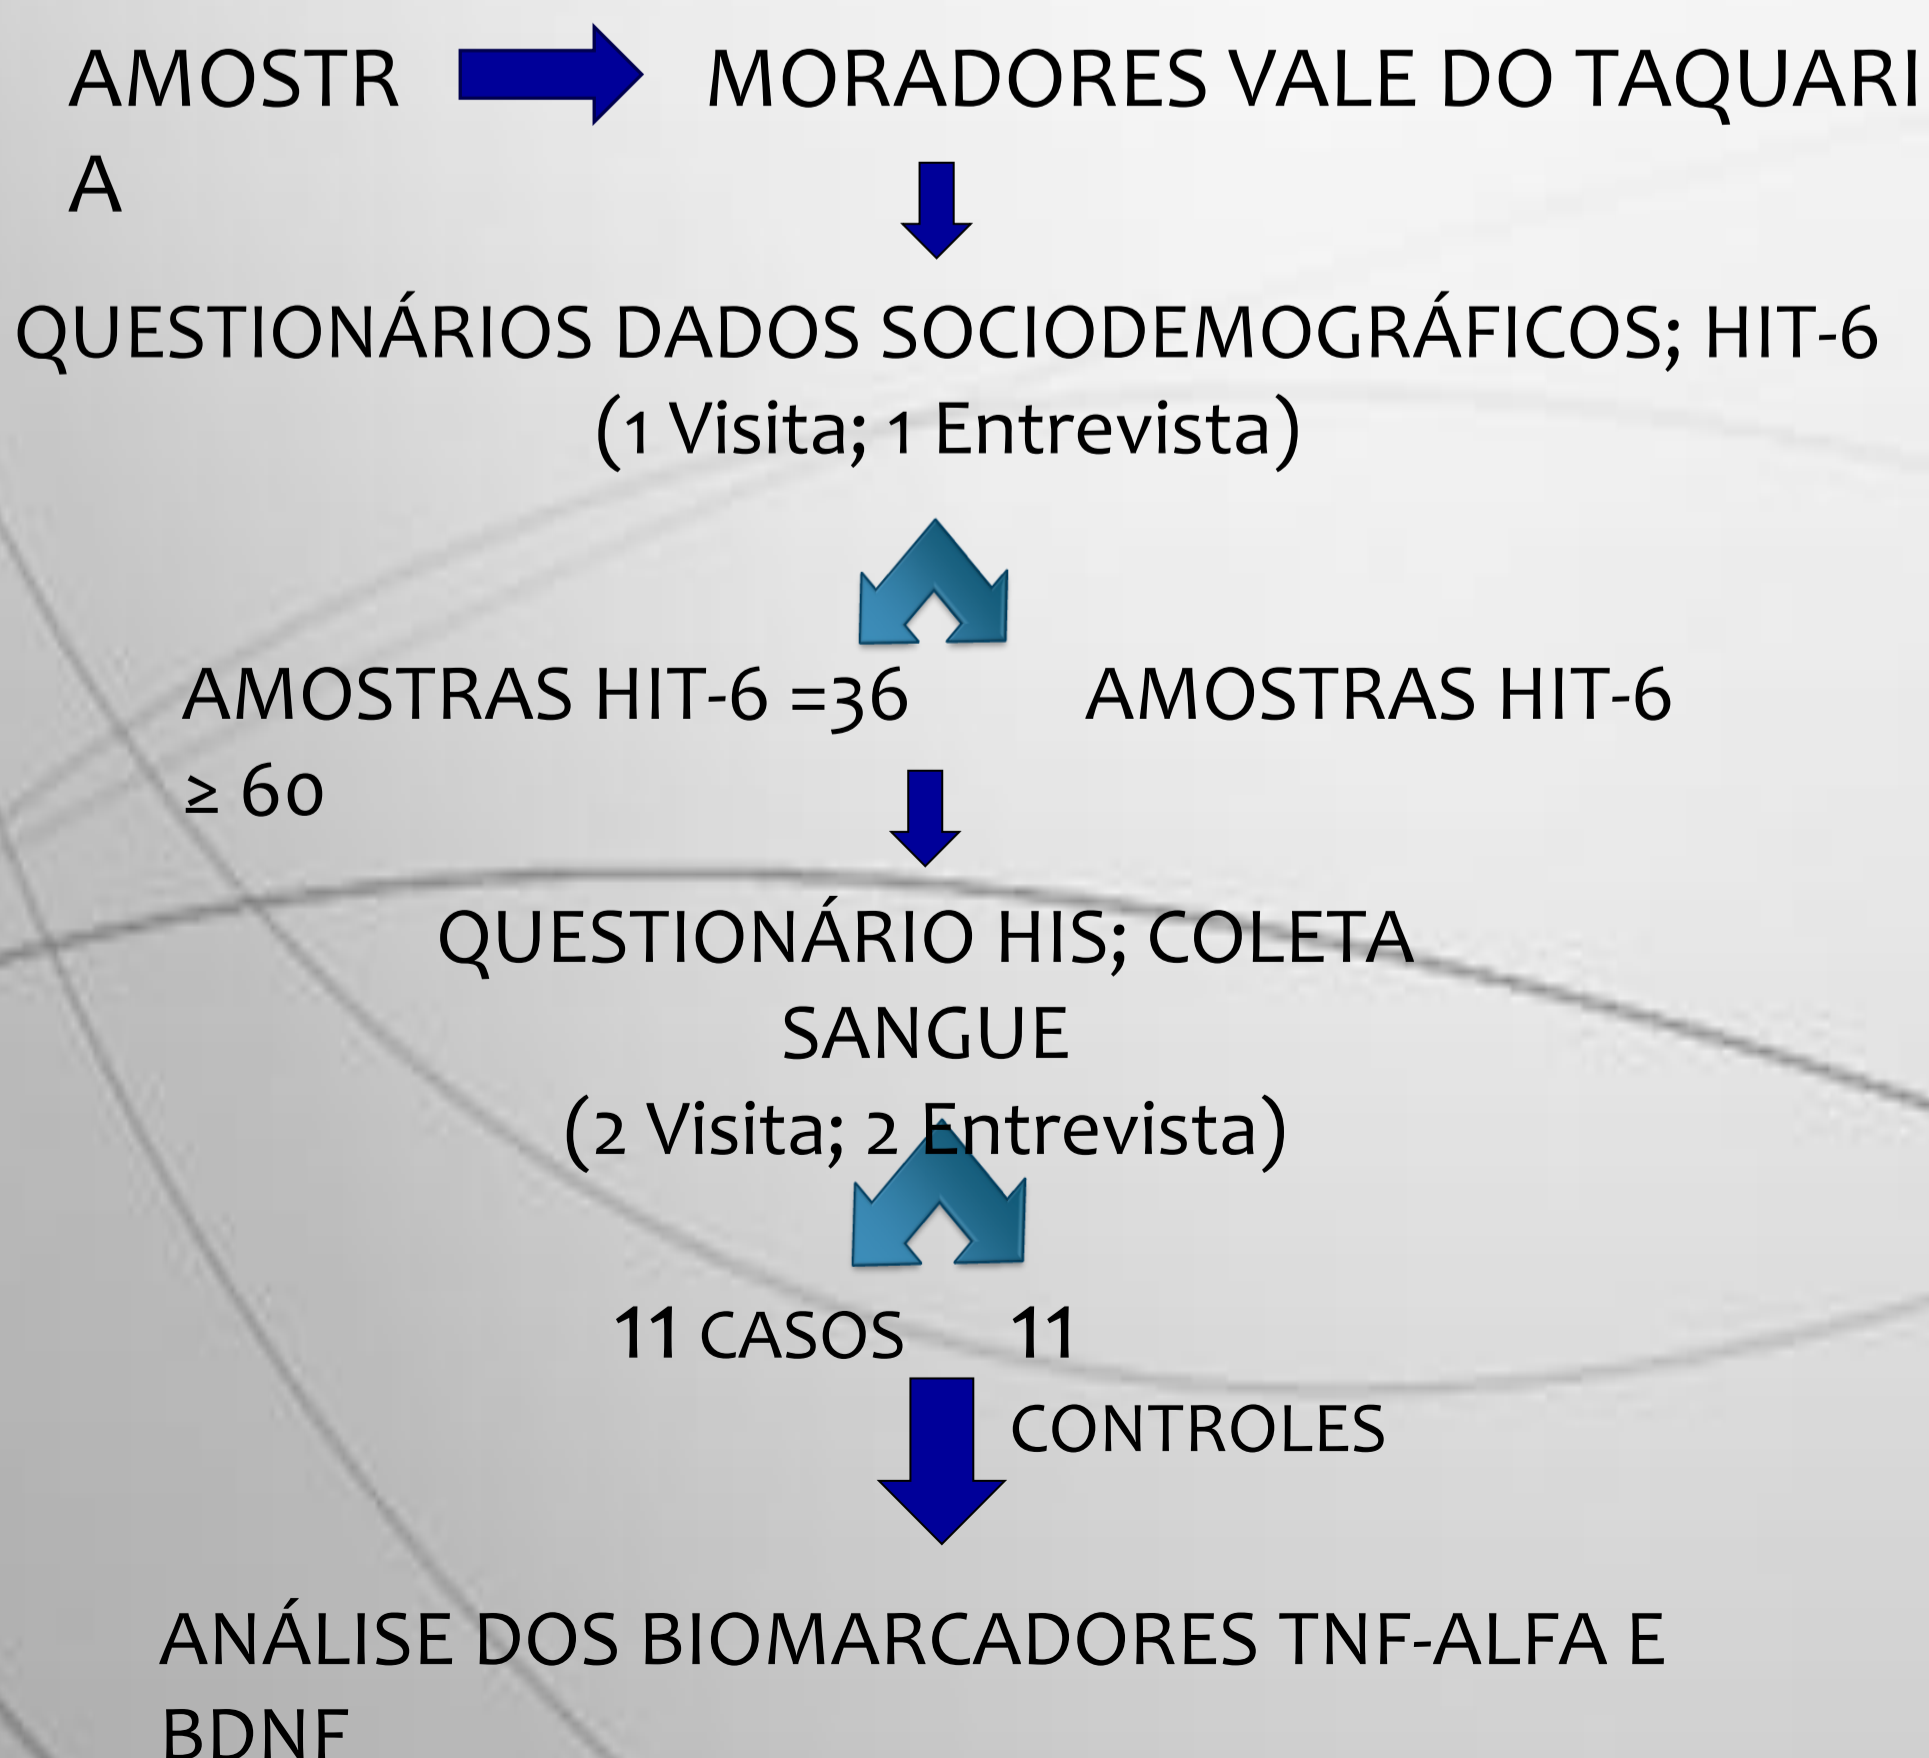 AMOSTR
A
MORADORES VALE DO TAQUARI
QUESTIONÁRIOS DADOS SOCIODEMOGRÁFICOS; HIT-6
(1 Visita; 1 Entrevista)
AMOSTRAS HIT-6 =36 AMOSTRAS HIT-6
≥ 60
QUESTIONÁRIO HIS; COLETA
SANGUE
(2 Visita; 2 Entrevista)
11 CASOS 11
CONTROLES
ANÁLISE DOS BIOMARCADORES TNF-ALFA E
BDNF